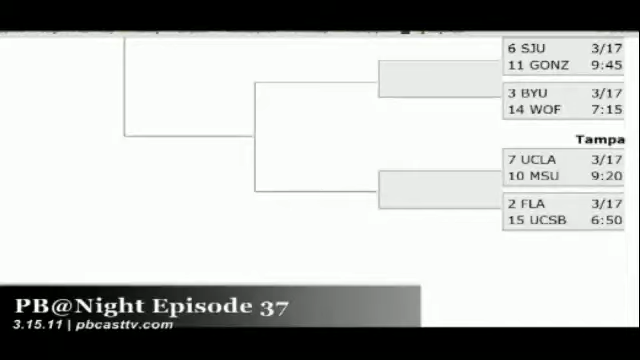 6 SJU 3/17
11 GONZ 9:45
3 BYU 3/17
14 WOF 7:15
Tampa
7 UCLA 3/17
10 MSU 9:20
2 FLA 3/17
15 UCSB 6:50
PB@Night Episode 37
3.15.11 | pbcasttv.com